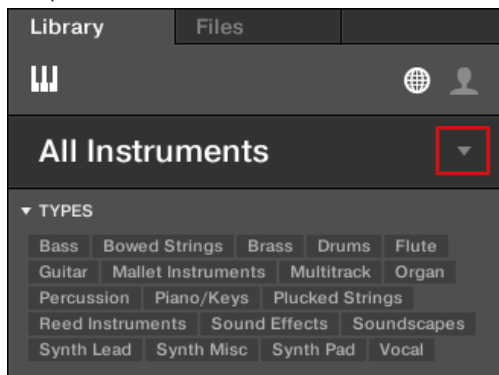 Library Files
All Instruments
TYPES
Bass Bowed Strings Brass Drums Flute
Guitar Mallet Instruments Multitrack Organ
Percussion Piano/Keys Plucked Strings
Reed Instruments Sound Effects Soundscapes
Synth Lead Synth Misc Synth Pad Vocal